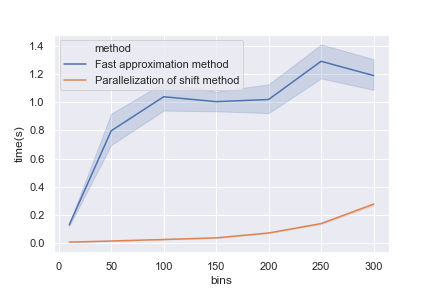 method
Fast approximation method
Parallelization of shift method
1.4
1.2
1.0
0.8
0.6
0.4
0.2
0.0
time(s)
0 50 100 150 200 250 300
bins